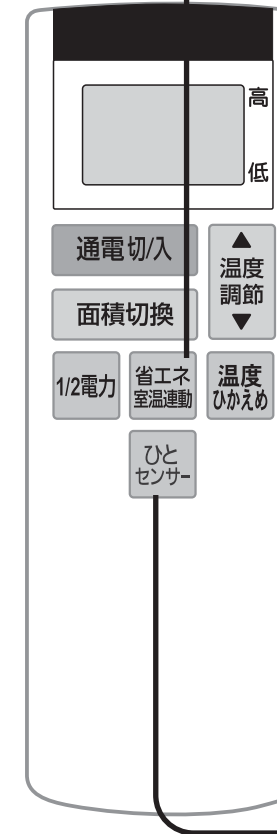 高
低
通電 切/入
▲
温度
調節
▼
面積切換
1/2電力
省エネ
室温連動
温度
ひかえめ
ひと
センサー